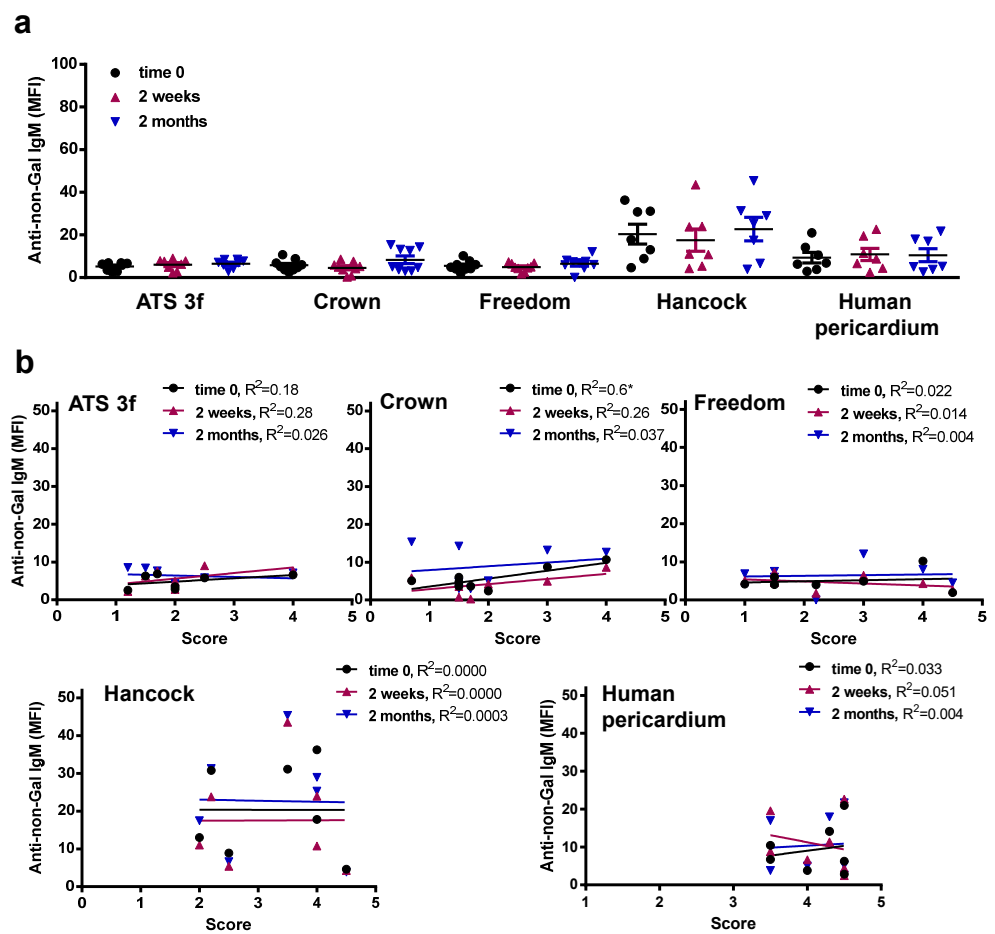 a
Anti-non-Gal IgM (MFI)
100
80
60
40
20
0
time 0
2 weeks
2 months
ATS 3f
Crown
Freedom
Hancock
Human
pericardium
b
ATS 3f
time 0, R²=0.18
2 weeks, R²=0.28
2 months, R²=0.026
Anti-non-Gal IgM (MFI)
50
40
30
20
10
0
0 1 2 3 4 5
Score
Crown
time 0, R²=0.6*
2 weeks, R²=0.26
2 months, R²=0.037
50
40
30
20
10
0
0 1 2 3 4 5
Score
Freedom
time 0, R²=0.022
2 weeks, R²=0.014
2 months, R²=0.004
50
40
30
20
10
0
0 1 2 3 4 5
Score
Hancock
time 0, R²=0.0000
2 weeks, R²=0.0000
2 months, R²=0.0003
Anti-non-Gal IgM (MFI)
50
40
30
20
10
0
0 1 2 3 4 5
Score
Human
pericardium
time 0, R²=0.033
2 weeks, R²=0.051
2 months, R²=0.004
Anti-non-Gal IgM (MFI)
50
40
30
20
10
0
1 2 3 4 5
Score